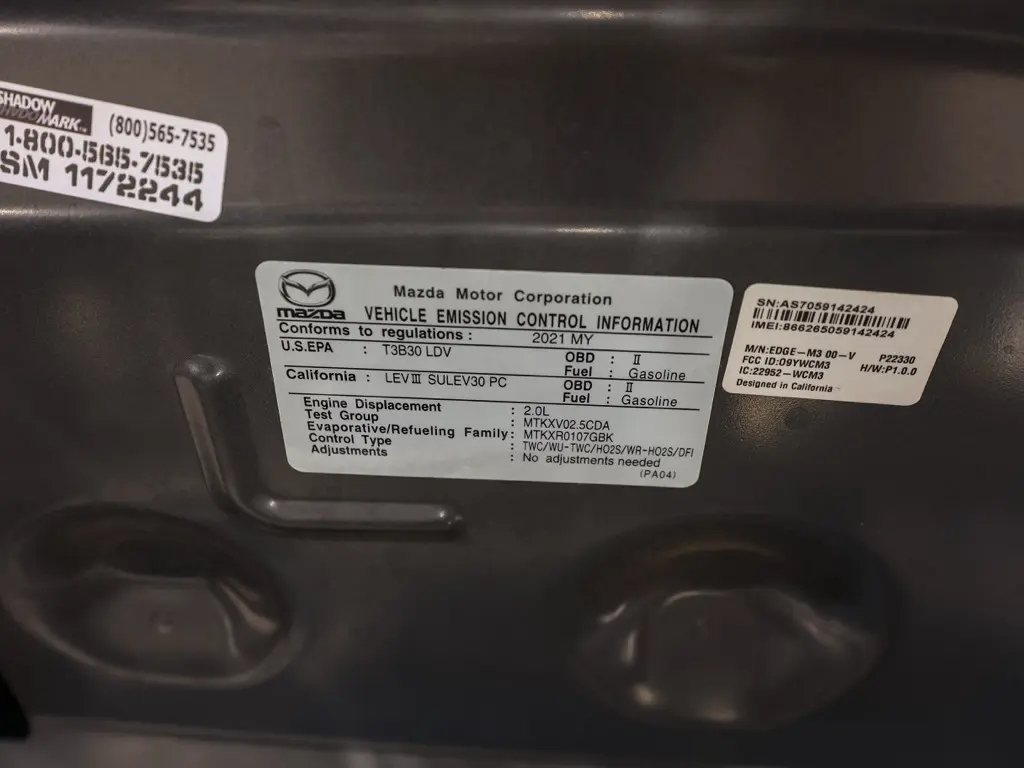 SHADOW
MARK
(800)565-7535
1-800-565-7535
SM 1172244
mazda
Mazda Motor Corporation
VEHICLE EMISSION CONTROL INFORMATION
Conforms to regulations : 2021 MY
U.S.EPA : T3B30 LDV OBD : II
Fuel : Gasoline
California : LEVIII SULEV30 PC OBD : II
Fuel : Gasoline
Engine Displacement : 2.0L
Test Group : MTKXV02.5CDA
Evaporative/Refueling Family : MTKXR0107GBK
Control Type : TWC/WU-TWC/HO2S/WR-HO2S/DFI
Adjustments : No adjustments needed
(PA04)
SN:AS7059142424
IMEI:866265059142424
M/N:EDGE-M3 00-V P22330
FCC ID:O9YWCM3 H/W:P1.0.0
IC:22952-WCM3
Designed in California